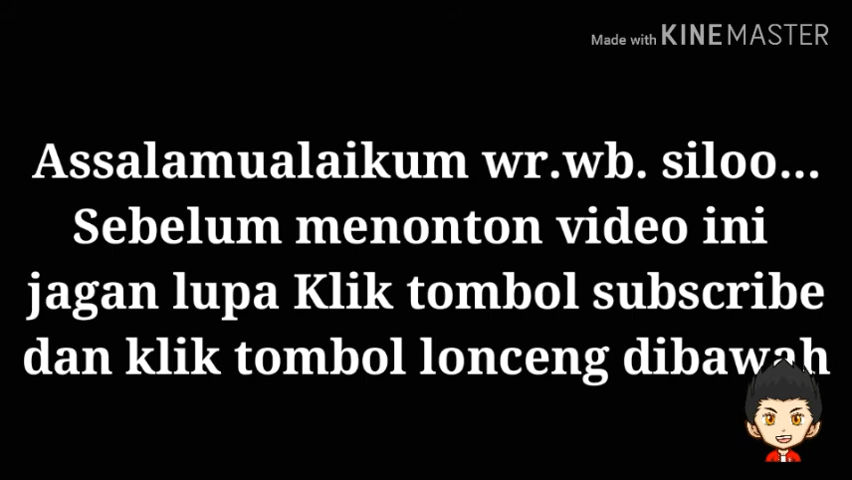 Made with KINEMASTER
Assalamualaikum wr.wb. siloo...
Sebelum menonton video ini
jagan lupa Klik tombol subscribe
dan klik tombol lonceng dibawah